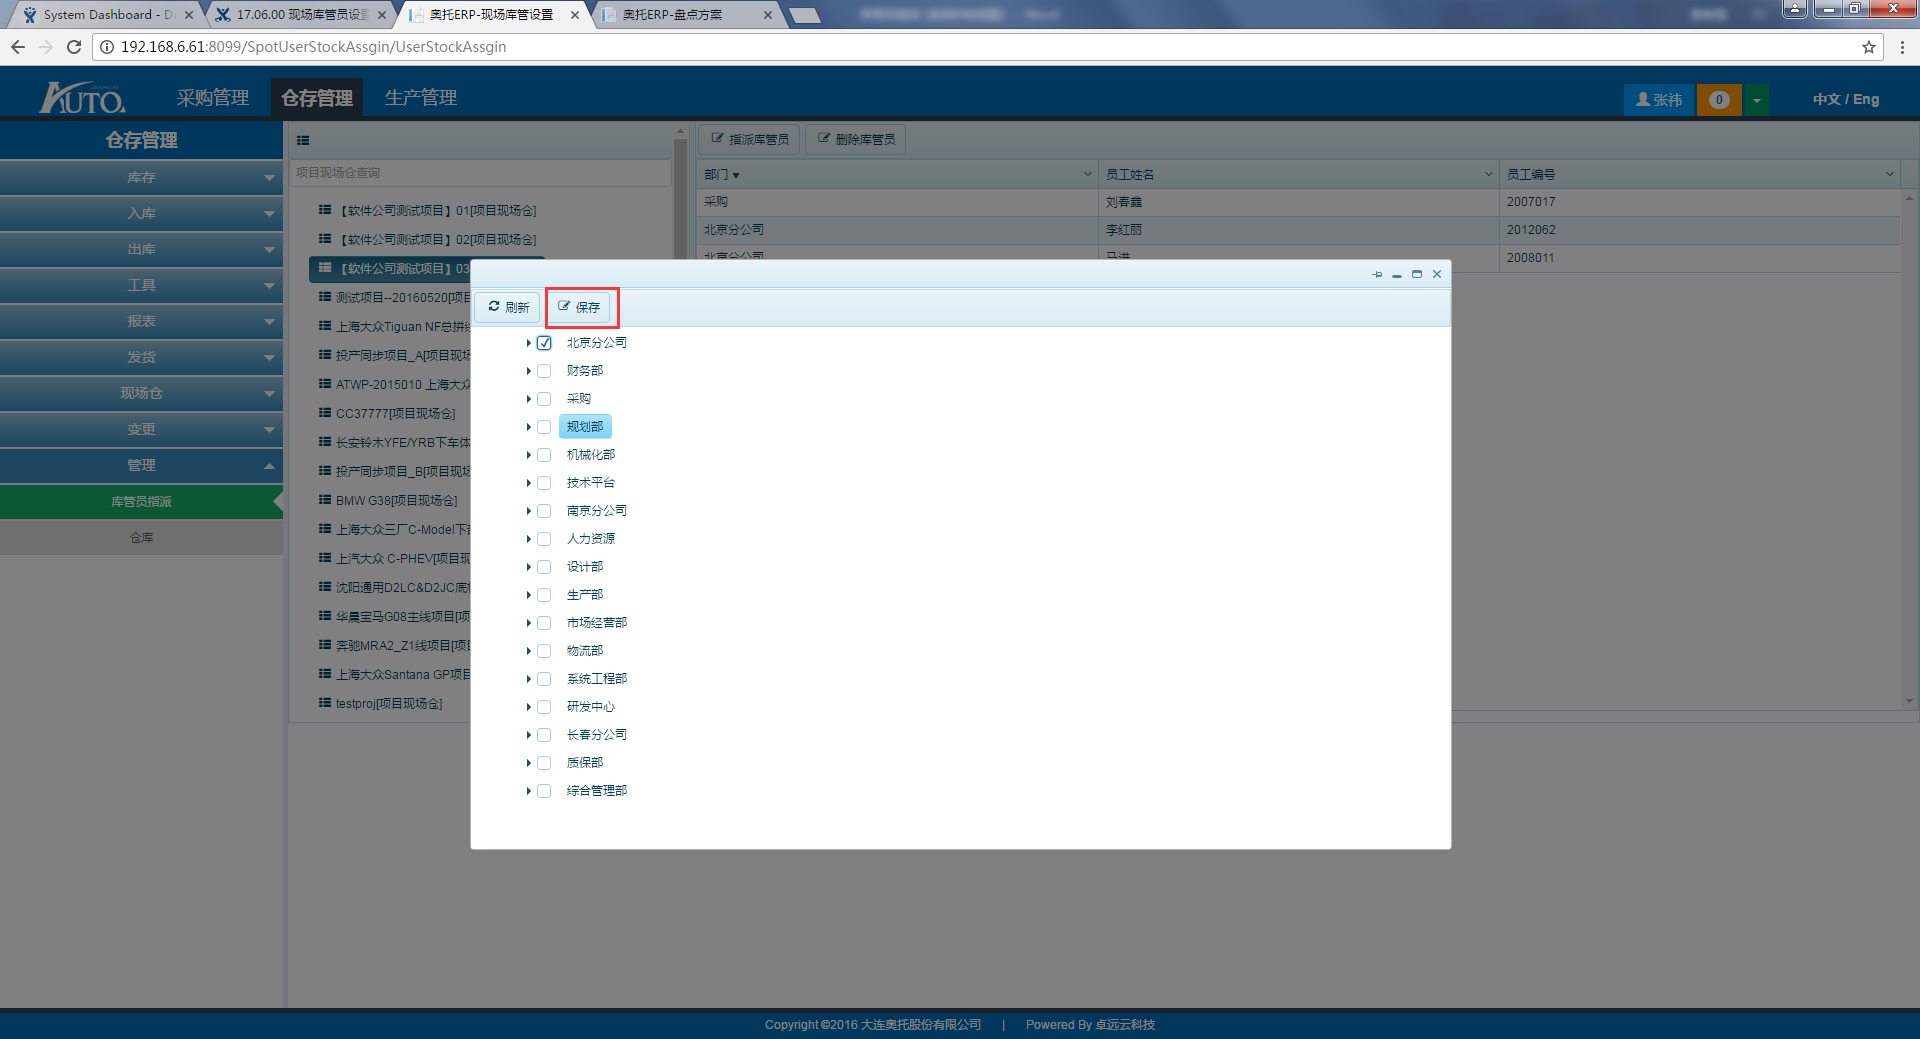 System Dashboard - D
17.06.00 现场库管员设置
奥托ERP-现场库管设置
奥托ERP-盘点方案
192.168.6.61:8099/SpotUserStockAssgin/UserStockAssgin
AUTO.
采购管理
仓存管理
生产管理
张祎
0
中文 / Eng
仓存管理
库存
入库
出库
工具
报表
发货
现场仓
变更
管理
库管员指派
仓库
项目现场仓查询
【软件公司测试项目】01[项目现场仓]
【软件公司测试项目】02[项目现场仓]
【软件公司测试项目】03
测试项目--20160520[项目
上海大众Tiguan NF总拼线
投产同步项目_A[项目现场
ATWP-2015010 上海大众
CC37777[项目现场仓]
长安铃木YFE/YRB下车体
投产同步项目_B[项目现场
BMW G38[项目现场仓]
上海大众三厂C-Model下部
上汽大众 C-PHEV[项目现
沈阳通用D2LC&D2JC底板
华晨宝马G08主线项目[项
奔驰MRA2_Z1线项目[项目
上海大众Santana GP项目
testproj[项目现场仓]
指派库管员
删除库管员
部门
员工姓名
员工编号
采购
刘春鑫
2007017
北京分公司
李红丽
2012062
北京分公司
马进
2008011
刷新
保存
北京分公司
财务部
采购
规划部
机械化部
技术平台
南京分公司
人力资源
设计部
生产部
市场经营部
物流部
系统工程部
研发中心
长春分公司
质保部
综合管理部
Copyright ©2016 大连奥托股份有限公司 | Powered By 卓远云科技